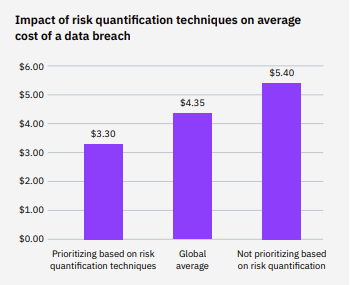 Impact of risk quantification techniques on average
cost of a data breach
$6.00
$5.00
$4.00
$3.00
$2.00
$1.00
$0.00
$3.30
$4.35
$5.40
Prioritizing based on risk
quantification techniques
Global
average
Not prioritizing based
on risk quantification